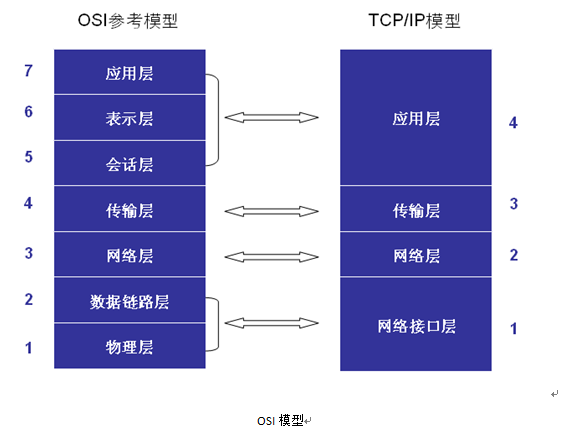 OSI参考模型 TCP/IP模型
7 应用层
6 表示层
5 会话层
4 传输层
3 网络层
2 数据链路层
1 物理层
应用层 4
传输层 3
网络层 2
网络接口层 1
OSI 模型